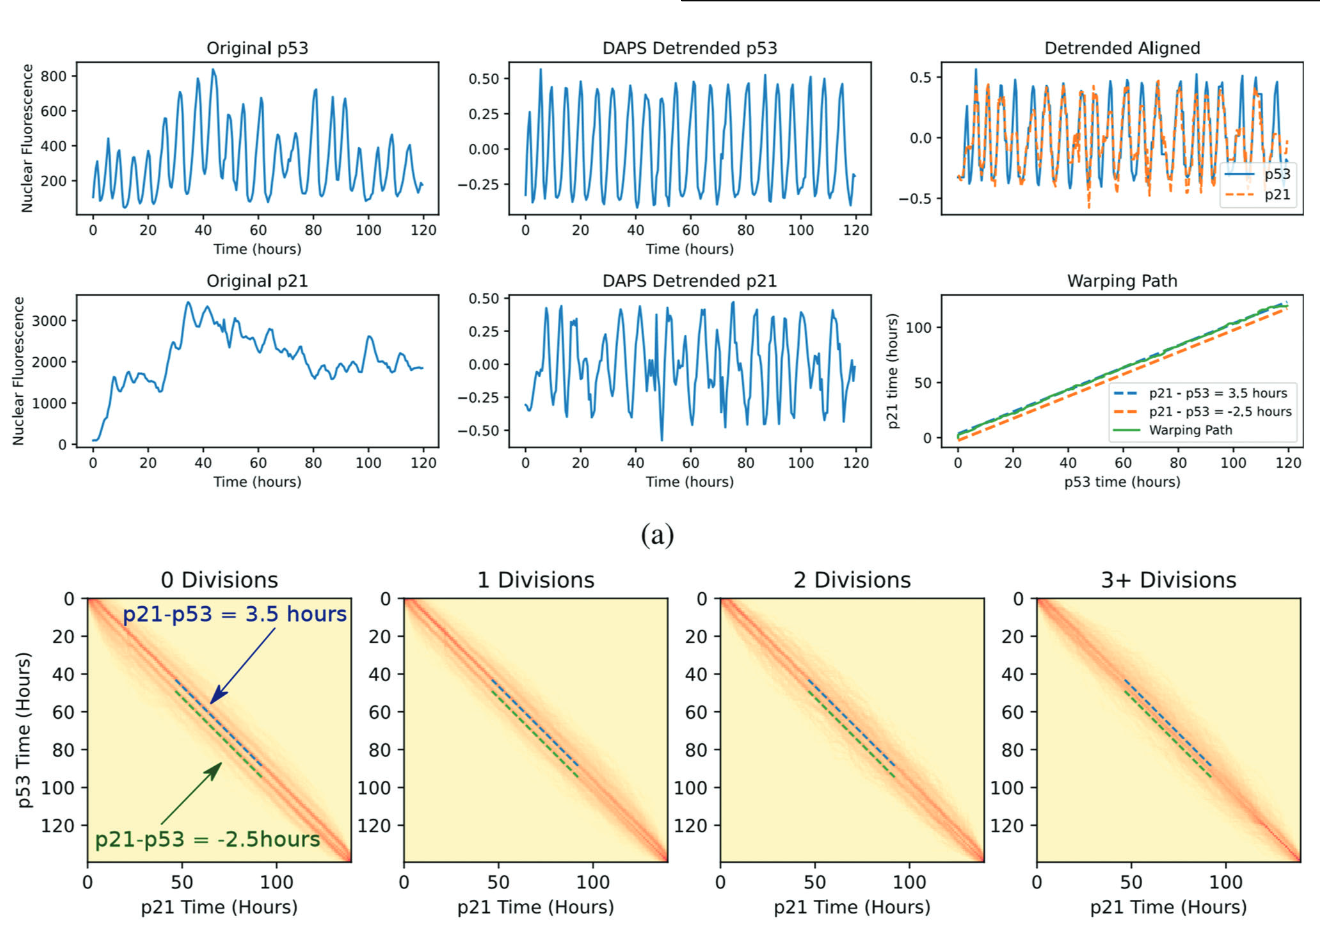 Original p53
Nuclear Fluorescence
800
600
400
200
0 20 40 60 80 100 120
Time (hours)
DAPS Detrended p53
0.50
0.25
0.00
−0.25
0 20 40 60 80 100 120
Time (hours)
Detrended Aligned
0.5
0.0
−0.5
p53
p21
Original p21
Nuclear Fluorescence
3000
2000
1000
0
0 20 40 60 80 100 120
Time (hours)
DAPS Detrended p21
0.50
0.25
0.00
−0.25
−0.50
0 20 40 60 80 100 120
Time (hours)
Warping Path
p21 time (hours)
100
50
0
p21 - p53 = 3.5 hours
p21 - p53 = -2,5 hours
Warping Path
0 20 40 60 80 100 120
p53 time (hours)
(a)
0 Divisions
p53 Time (Hours)
0
20
40
60
80
100
120
p21-p53 = 3.5 hours
p21-p53 = -2.5hours
0 50 100
p21 Time (Hours)
1 Divisions
0
20
40
60
80
100
120
0 50 100
p21 Time (Hours)
2 Divisions
0
20
40
60
80
100
120
0 50 100
p21 Time (Hours)
3+ Divisions
0
20
40
60
80
100
120
0 50 100
p21 Time (Hours)